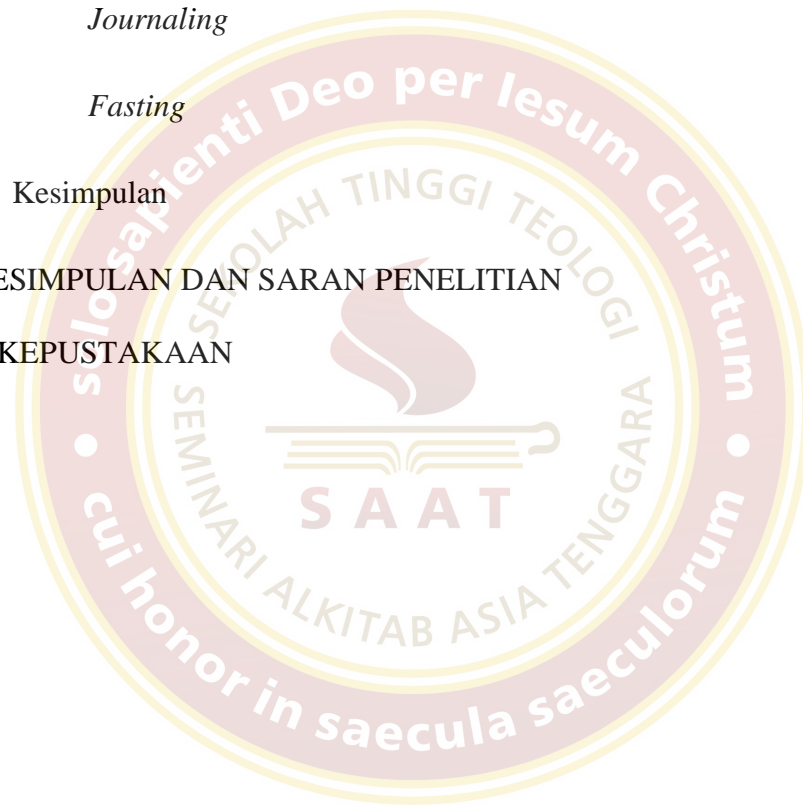 Journaling
Fasting
Kesimpulan
ESIMPULAN DAN SARAN PENELITIAN
KEPUSTAKAAN
solo sapienti Deo per Iesum Christum
cui honor in saecula saeculorum
SEKOLAH TINGGI TEOLOGI
SEMINARI ALKITAB ASIA TENGGARA
SAAT